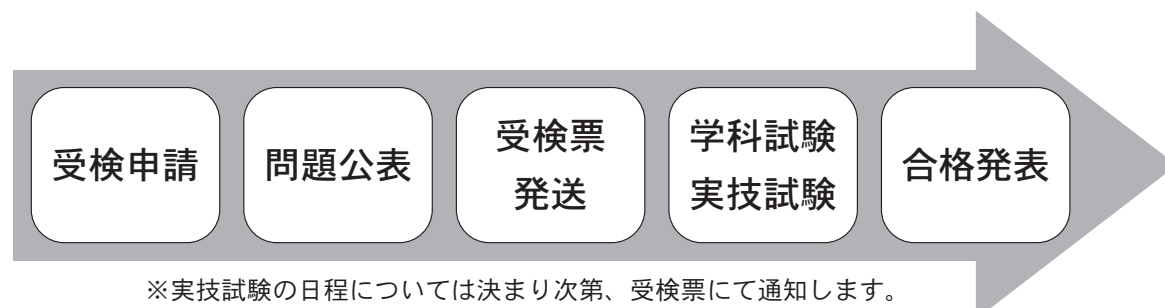 受検申請
問題公表
受検票
発送
学科試験
実技試験
合格発表
※実技試験の日程については決まり次第、受検票にて通知します。